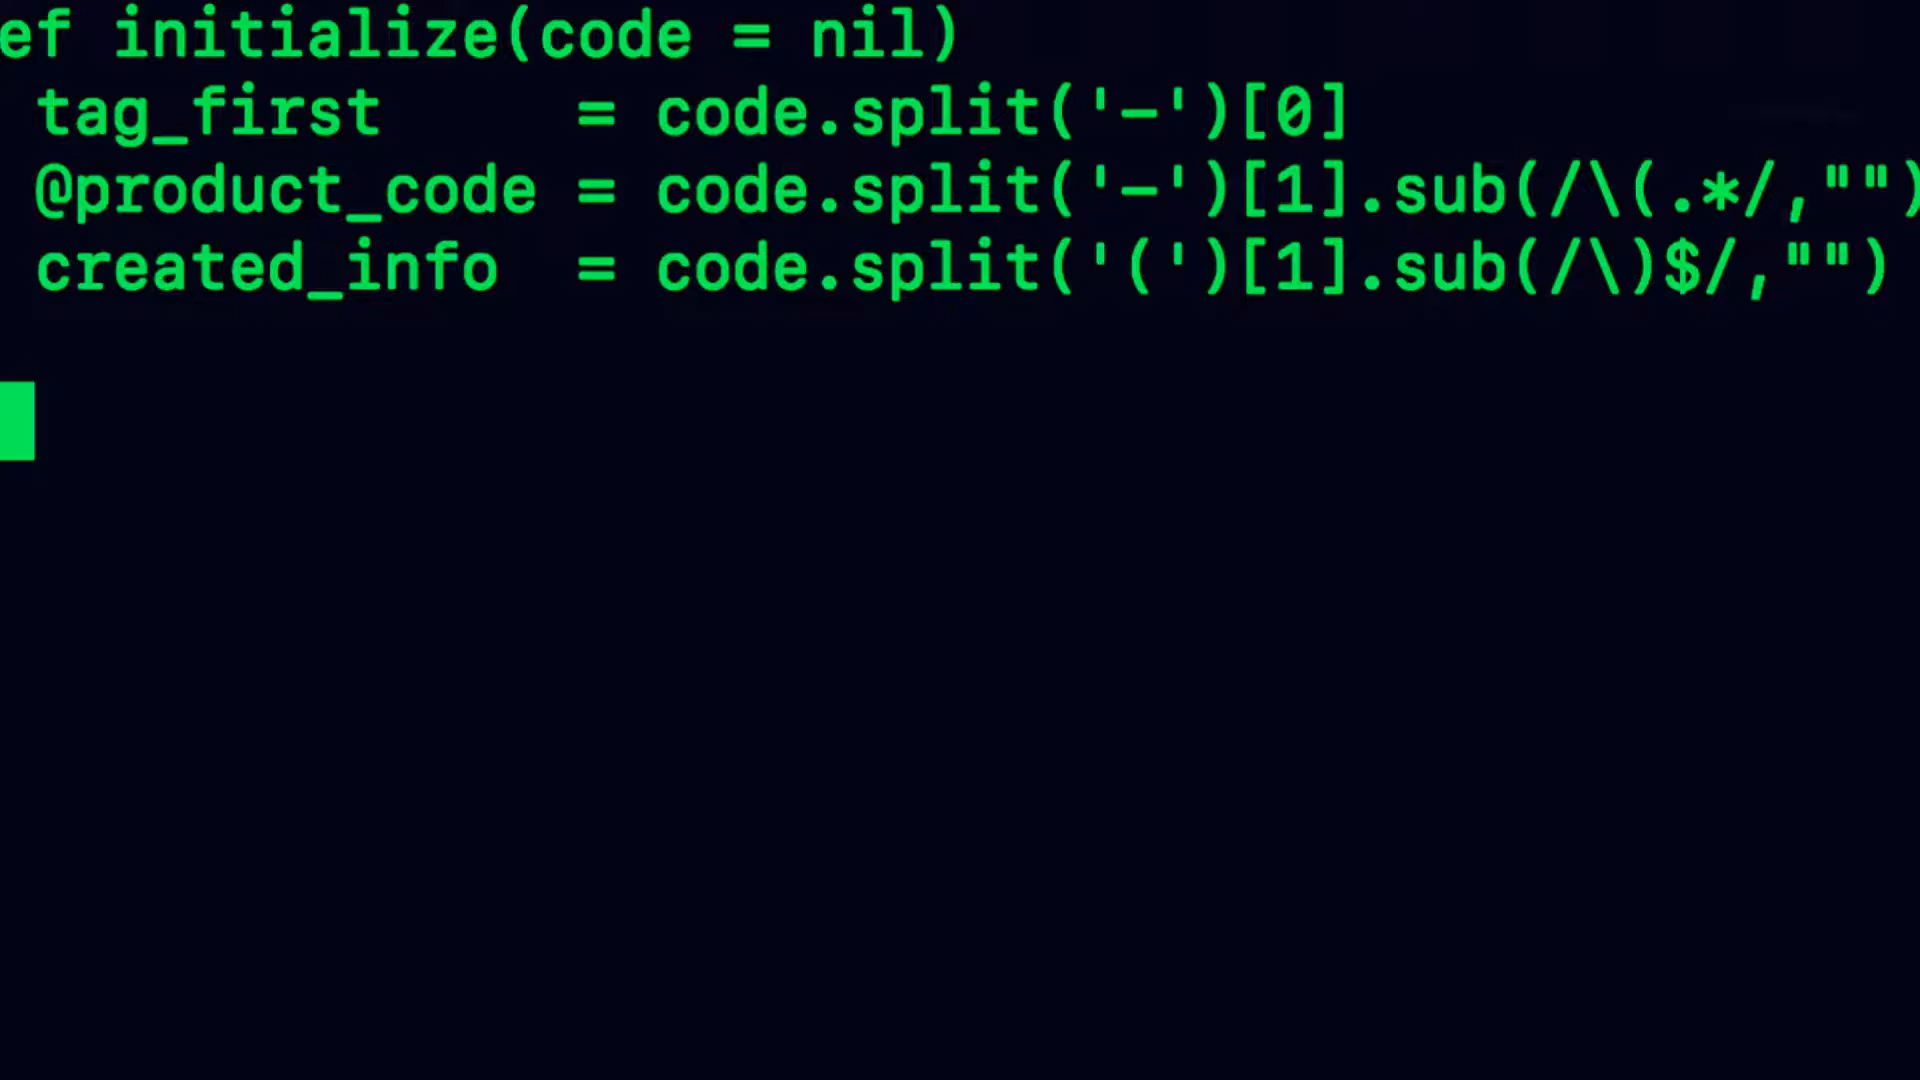 ef initialize(code = nil)
tag_first     = code.split('-')[0]
@product_code = code.split('-')[1].sub(/\(.*/,"")
created_info  = code.split('(')[1].sub(/\)$/,"")